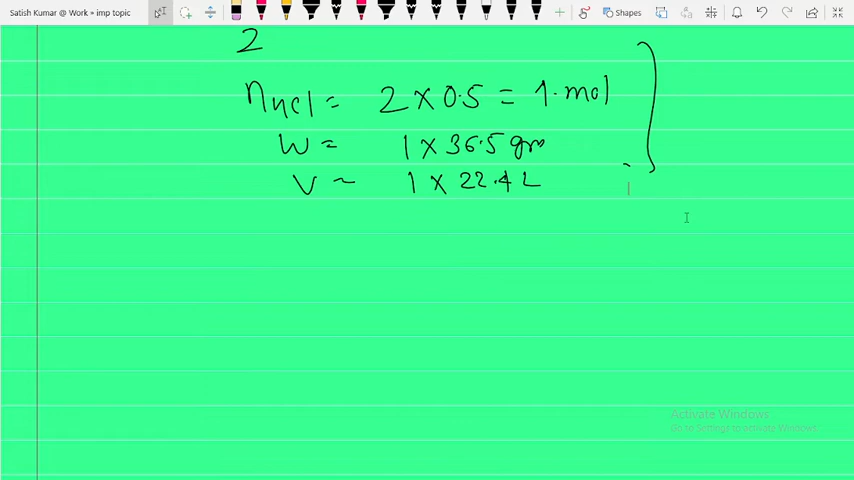 Satish Kumar @ Work » imp topic
Shapes
2
nHCl = 2 × 0.5 = 1.mol
W = 1 × 36.5 gm
V = 1 × 22.4 L
Activate Windows
Go to Settings to activate Windows.